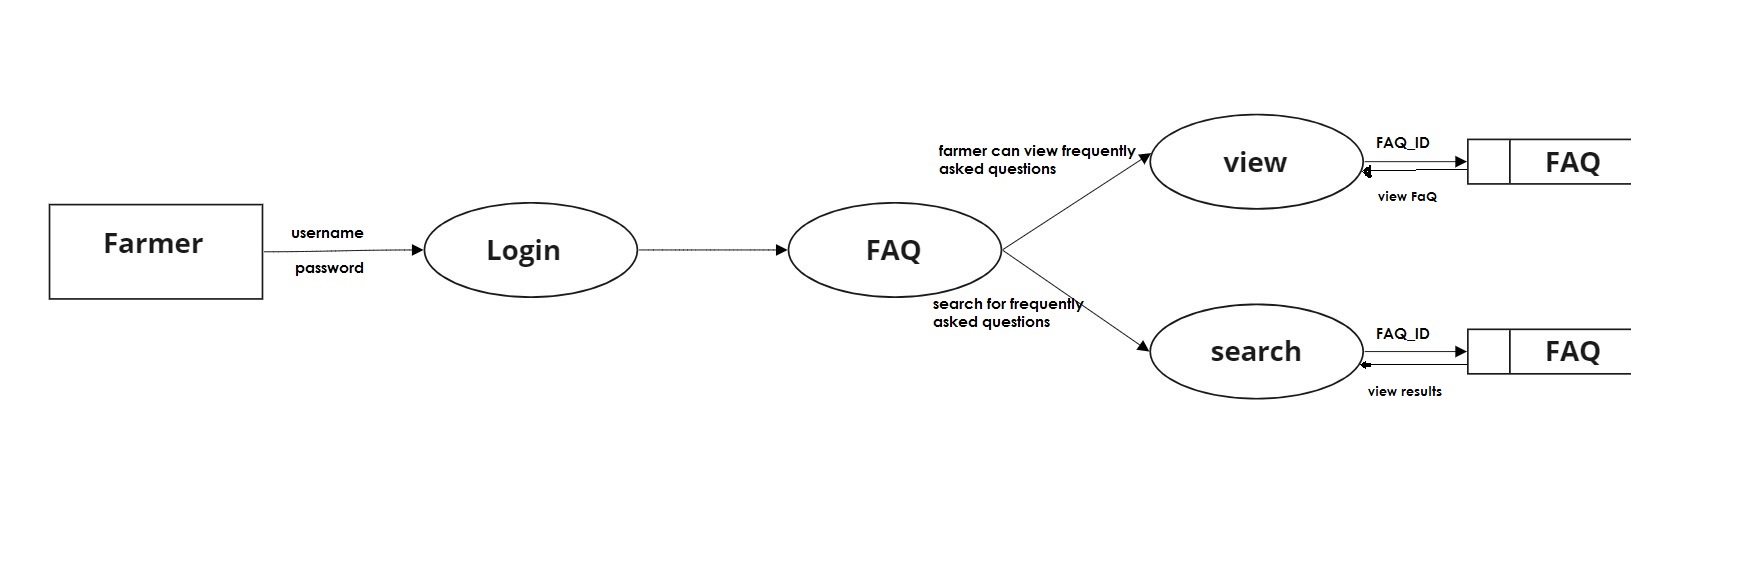 Farmer
username
password
Login
FAQ
farmer can view frequently
asked questions
search for frequently
asked questions
view
FAQ_ID
view FaQ
FAQ
search
FAQ_ID
view results
FAQ